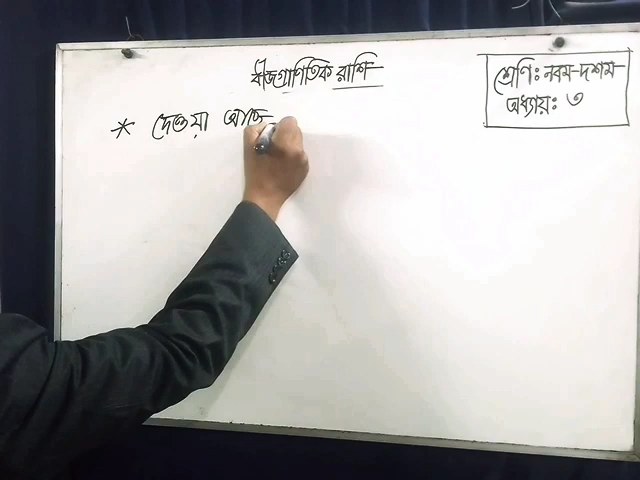 বীজগাণিতিক রাশি
শ্রেণিঃ নবম-দশম
অধ্যায়ঃ ৩
* দেওয়া আছে